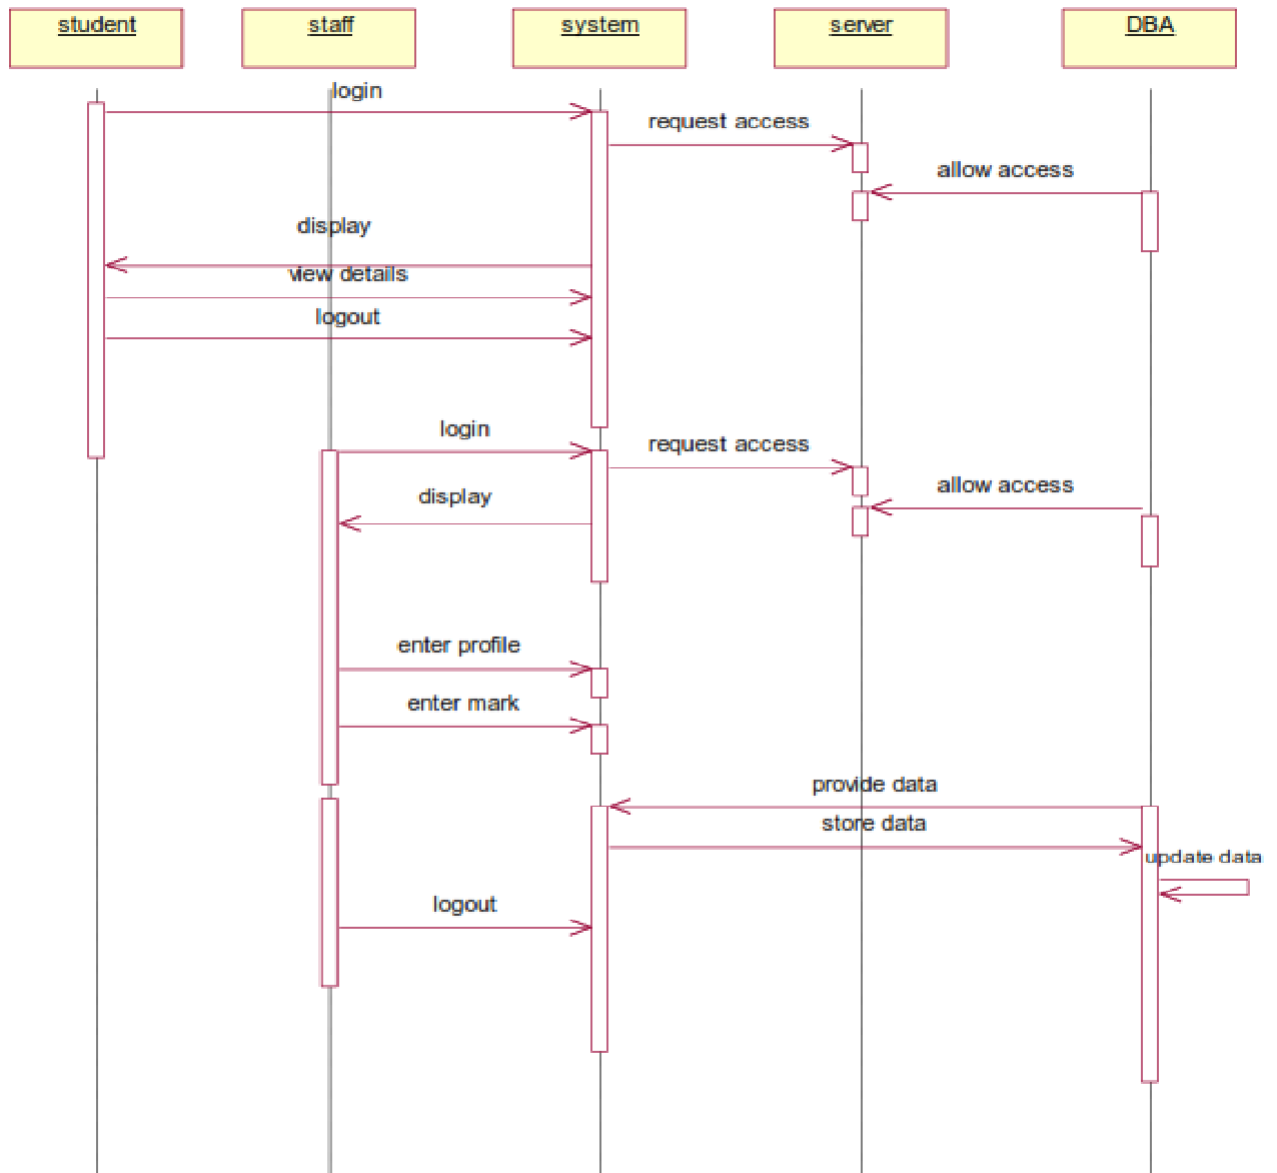 student
staff
system
server
DBA
login
request access
allow access
display
view details
logout
login
request access
allow access
display
enter profile
enter mark
provide data
store data
update data
logout